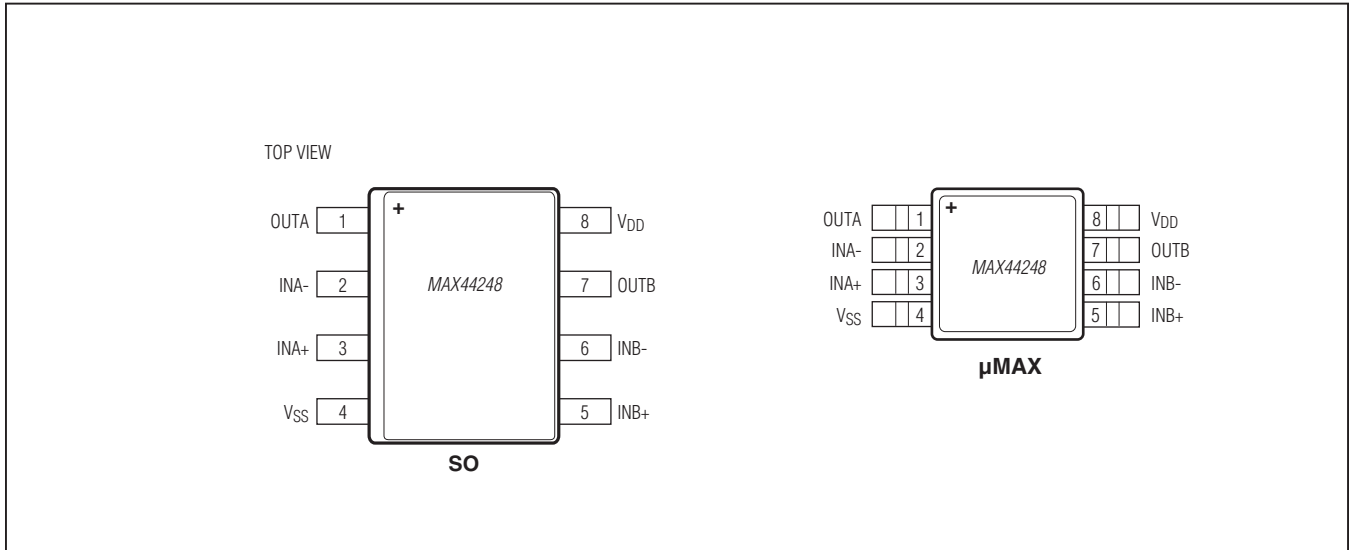 TOP VIEW
OUTA 1 + 8 VDD
INA- 2 MAX44248 7 OUTB
INA+ 3 6 INB-
VSS 4 5 INB+
SO
OUTA 1 + 8 VDD
INA- 2 MAX44248 7 OUTB
INA+ 3 6 INB-
VSS 4 5 INB+
µMAX